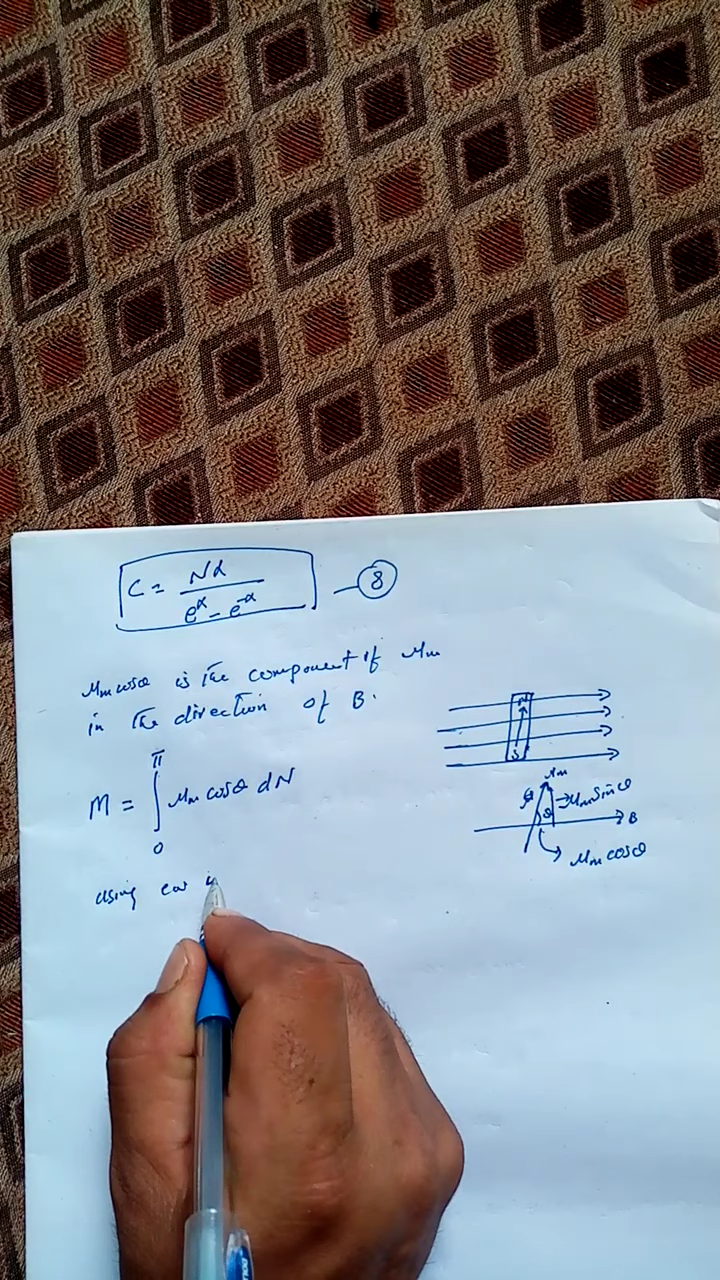 C = Nα / e^α - e^-α — 8
μm cosθ is the component of μm
in the direction of B.
M = ∫₀^π μm cosθ dN
using
N
S
μm
θ
μm sinθ
B
μm cosθ